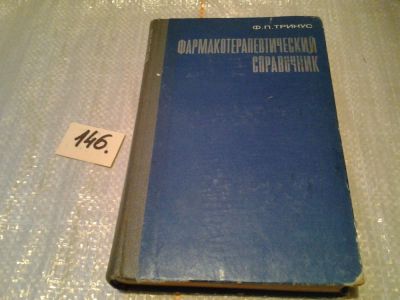 Ф.П.ТРИНУС
ФАРМАКОТЕРАПЕВТИЧЕСКИЙ
СПРАВОЧНИК
146.